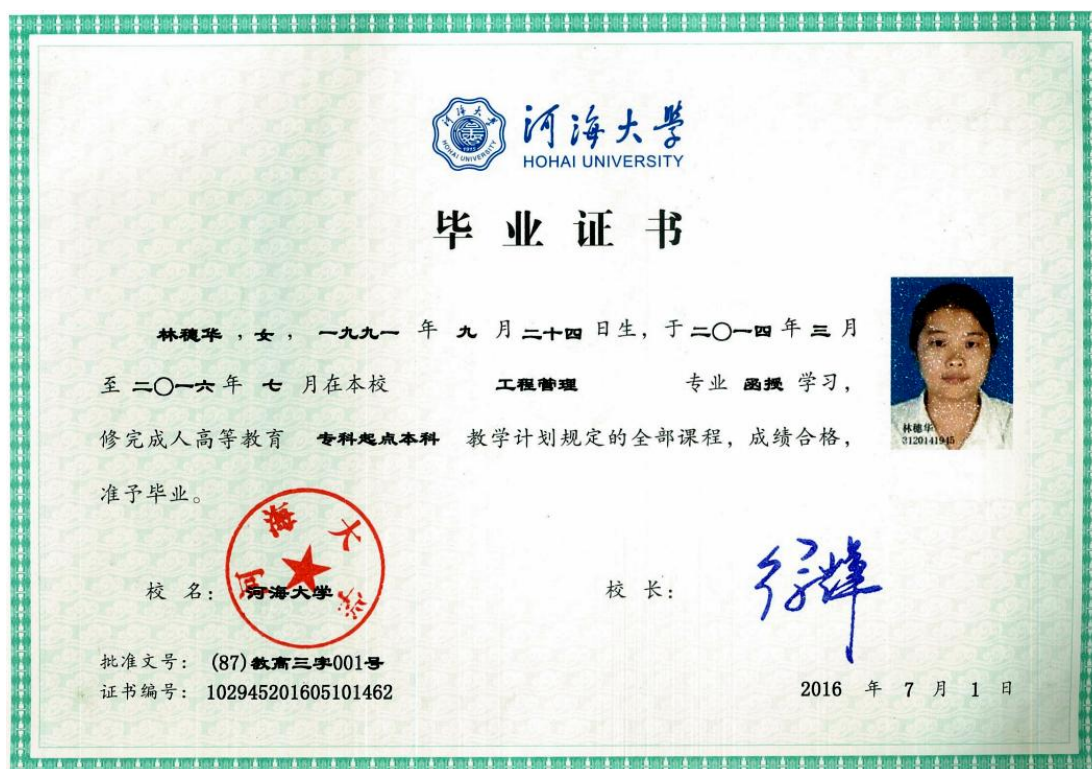 河海大學
HOHAI UNIVERSITY
毕业证书
林穗华，女，一九九一年九月二十四日生，于二〇一四年三月
至二〇一六年七月在本校 工程管理 专业 函授 学习，
修完成人高等教育 专科起点本科 教学计划规定的全部课程，成绩合格，
准予毕业。
林穗华
3120141945
河海大学
校 名： 河海大学
校 长：
批准文号： (87)教高三字001号
证书编号： 102945201605101462
2016 年 7 月 1 日